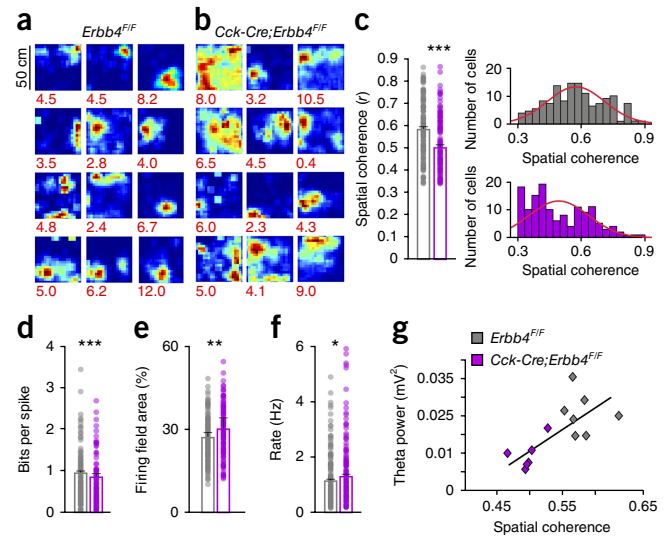 a Erbb4F/F
b Cck-Cre;Erbb4F/F
50 cm
4.5 4.5 8.2 8.0 3.2 10.5
3.5 2.8 4.0 6.5 4.5 0.4
4.8 2.4 6.7 6.0 2.3 4.3
5.0 6.2 12.0 5.0 4.1 9.0
c
***
Spatial coherence (r)
0.9
0.8
0.7
0.6
0.5
0.4
0.3
0.2
0.1
0
Number of cells
20
10
0
0.3 0.6 0.9
Spatial coherence
Number of cells
20
10
0
0.3 0.6 0.9
Spatial coherence
d
***
Bits per spike
4
3
2
1
0
e
**
Firing field area (%)
60
30
0
f
*
Rate (Hz)
6
4
2
0
g
Erbb4F/F
Cck-Cre;Erbb4F/F
Theta power (mV2)
0.035
0.025
0.01
0
0.45 0.55 0.65
Spatial coherence